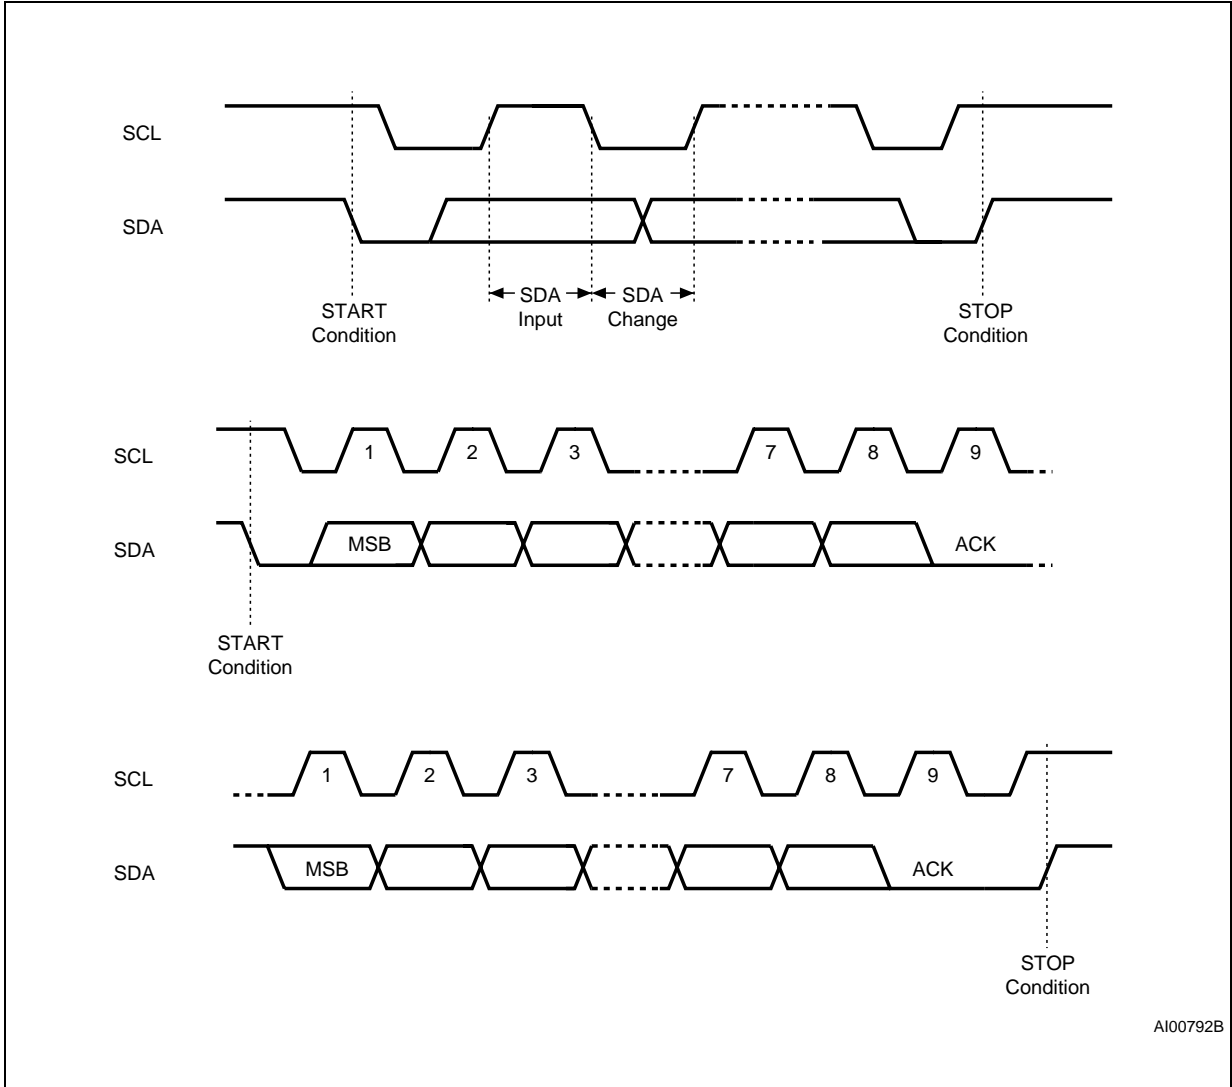 SCL
SDA
SDA
Input
SDA
Change
START
Condition
STOP
Condition
SCL
1 2 3 7 8 9
SDA
MSB ACK
START
Condition
SCL
1 2 3 7 8 9
SDA
MSB ACK
STOP
Condition
AI00792B